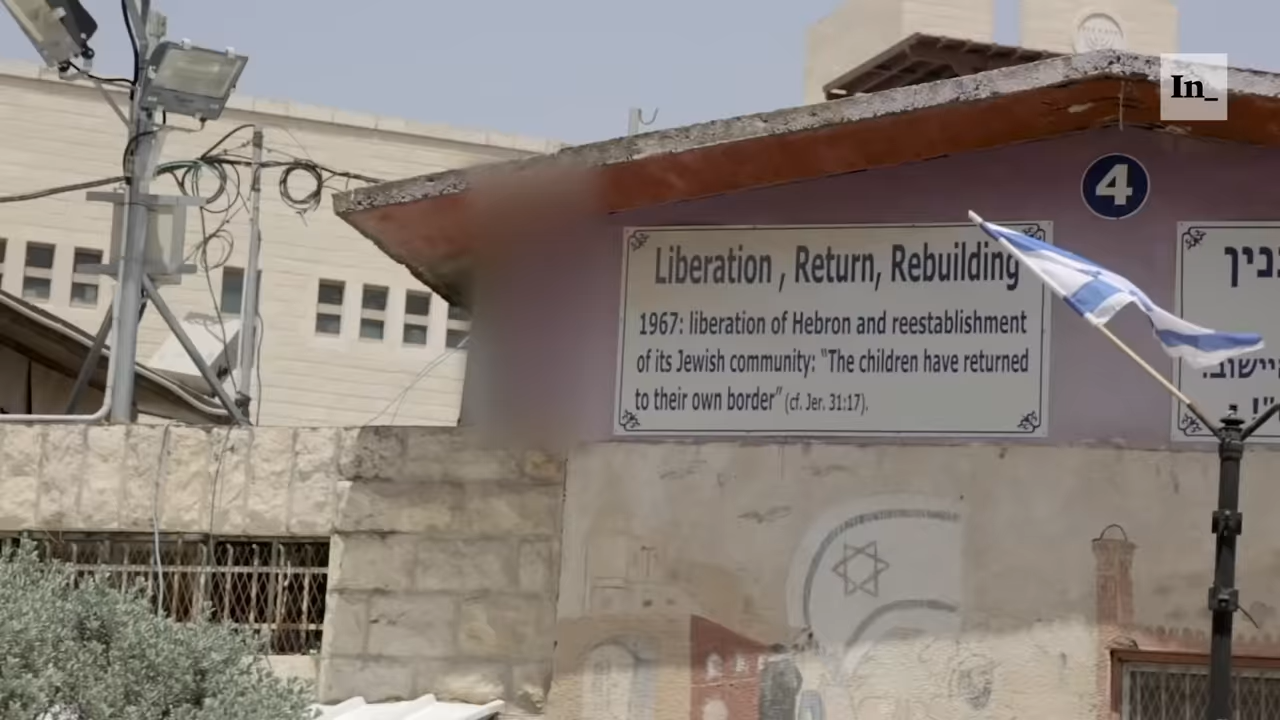 In_
4
Liberation , Return, Rebuilding
1967: liberation of Hebron and reestablishment
of its Jewish community: "The children have returned
to their own border" (cf. Jer. 31:17).